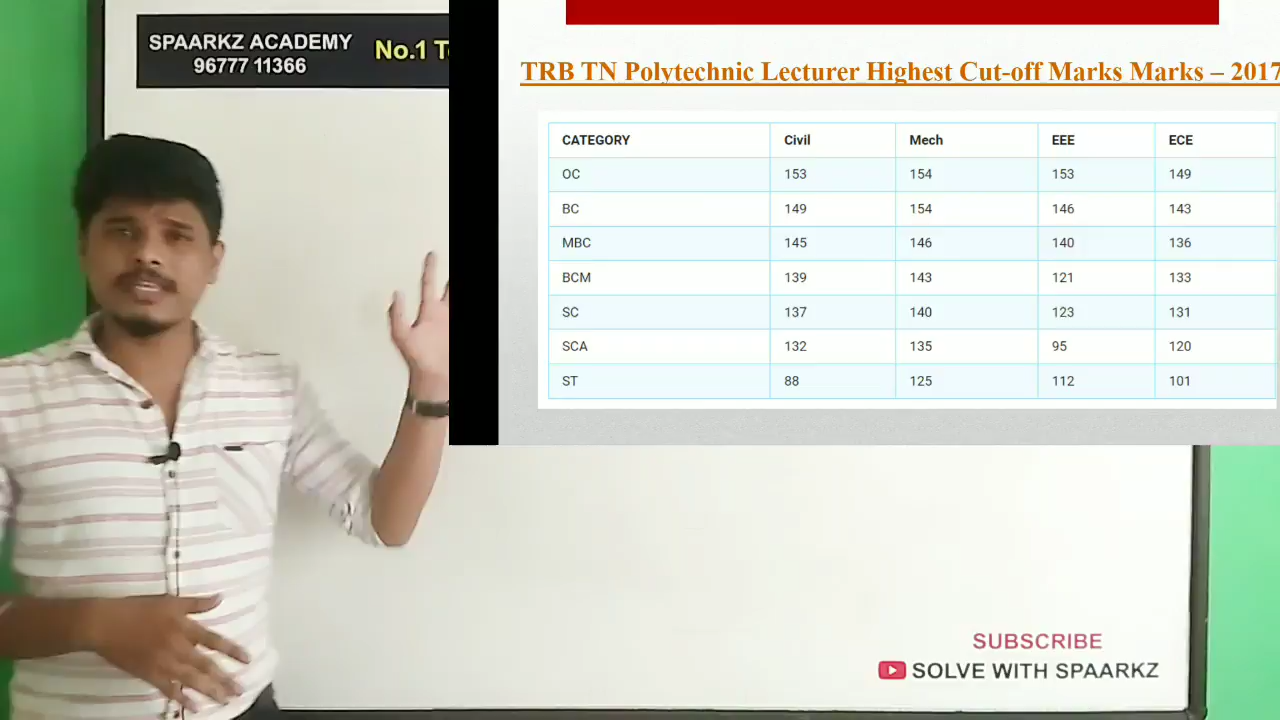 SPAARKZ ACADEMY
96777 11366
No.1
TRB TN Polytechnic Lecturer Highest Cut-off Marks Marks – 2017
CATEGORY Civil Mech EEE ECE
OC 153 154 153 149
BC 149 154 146 143
MBC 145 146 140 136
BCM 139 143 121 133
SC 137 140 123 131
SCA 132 135 95 120
ST 88 125 112 101
SUBSCRIBE
SOLVE WITH SPAARKZ